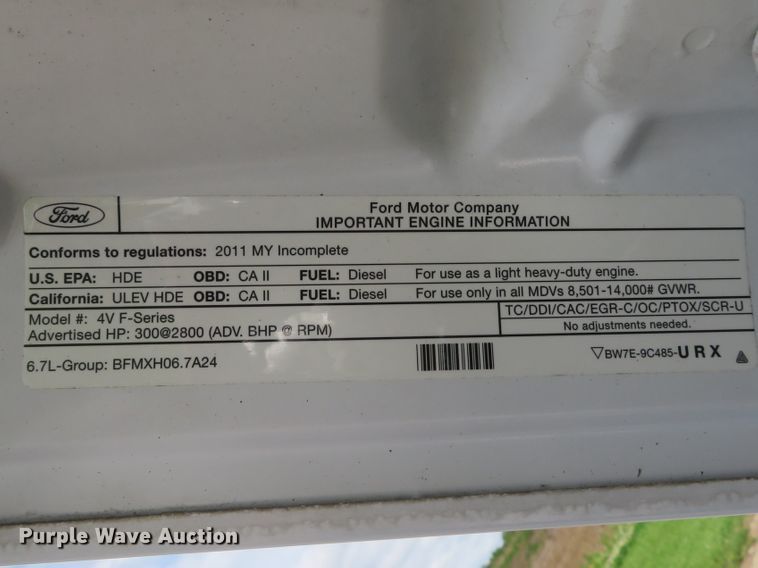 Ford
Ford Motor Company
IMPORTANT ENGINE INFORMATION
Conforms to regulations: 2011 MY Incomplete
U.S. EPA: HDE OBD: CA II FUEL: Diesel For use as a light heavy-duty engine.
California: ULEV HDE OBD: CA II FUEL: Diesel For use only in all MDVs 8,501-14,000# GVWR.
Model #: 4V F-Series
Advertised HP: 300@2800 (ADV. BHP @ RPM)
TC/DDI/CAC/EGR-C/OC/PTOX/SCR-U
No adjustments needed.
6.7L-Group: BFMXH06.7A24
BW7E-9C485-URX
Purple Wave Auction